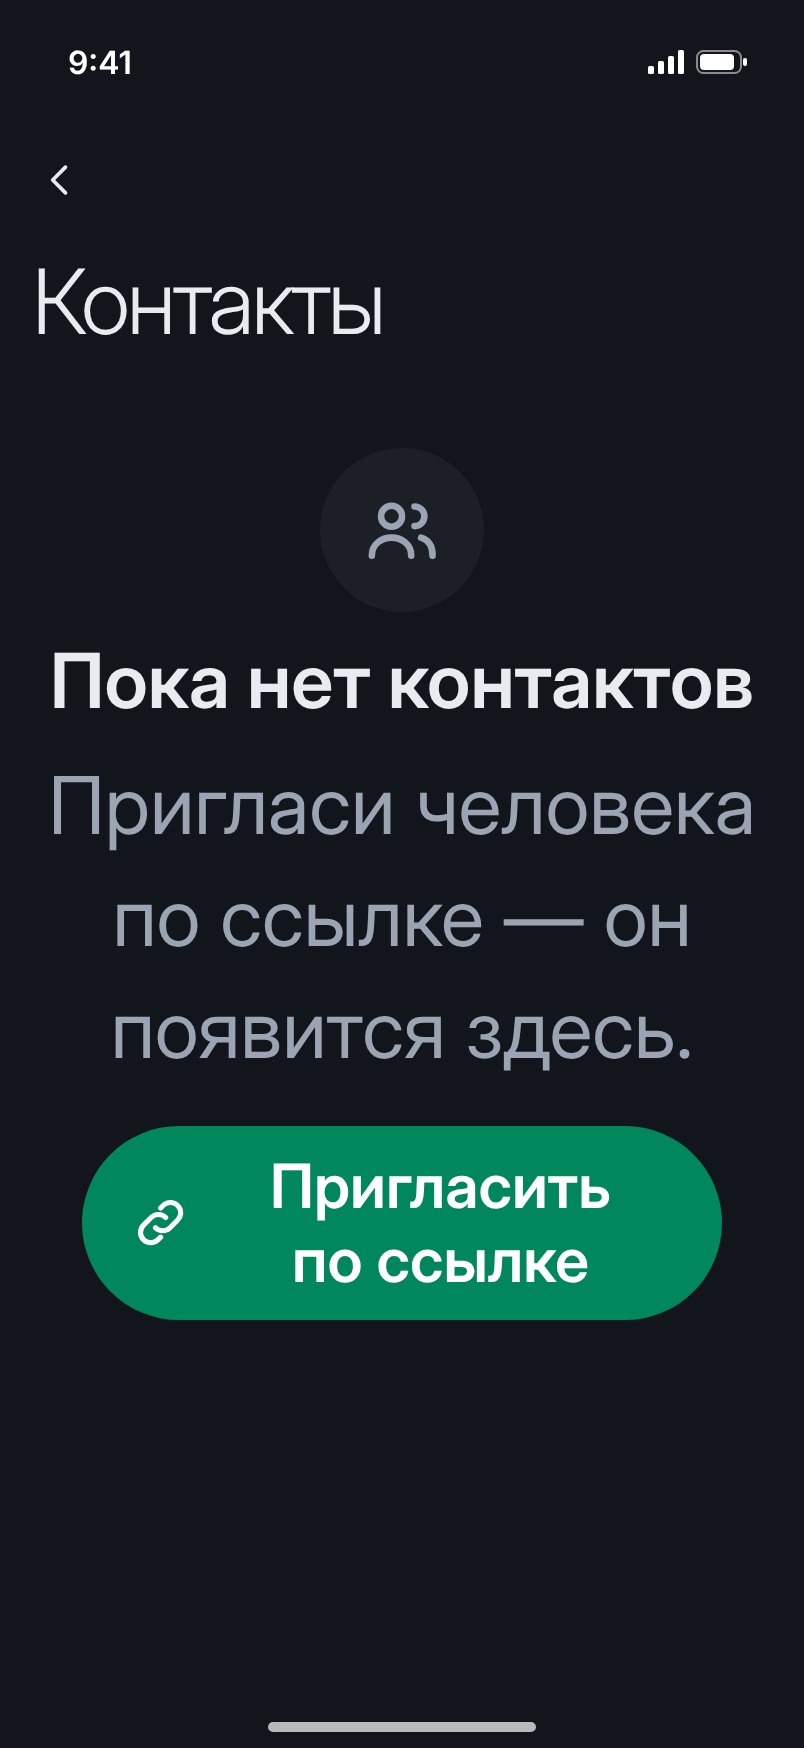 9:41
Контакты
Пока нет контактов
Пригласи человека
по ссылке — он
появится здесь.
Пригласить
по ссылке